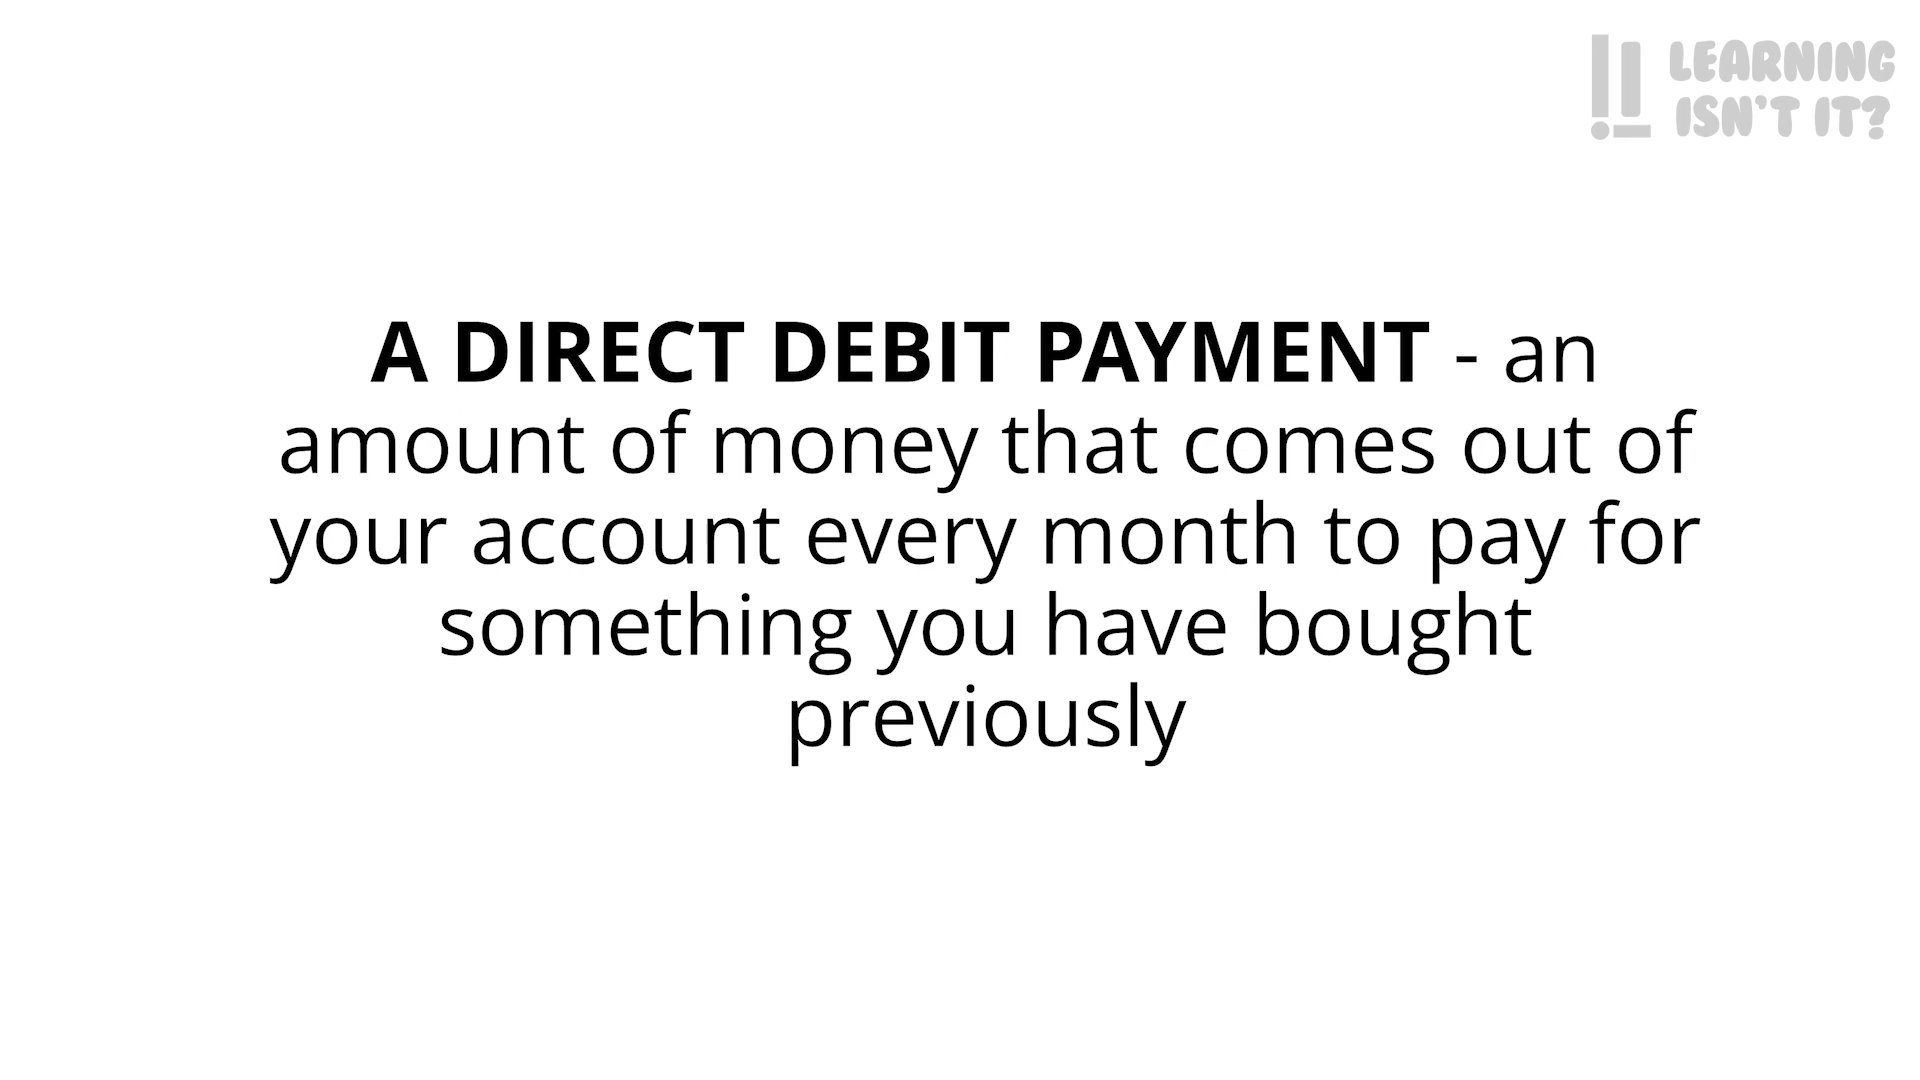 LEARNING
ISN'T IT?
A DIRECT DEBIT PAYMENT - an
amount of money that comes out of
your account every month to pay for
something you have bought
previously